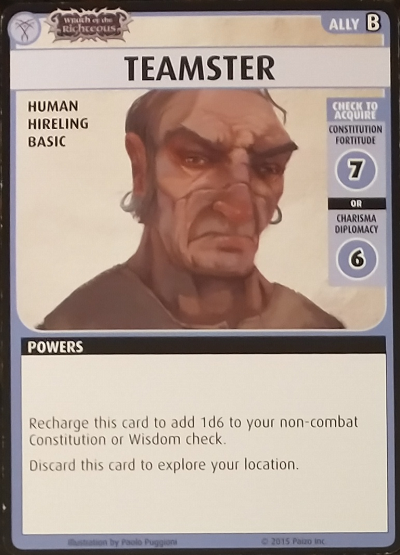 Wrath of the
Righteous
ALLY B
TEAMSTER
HUMAN
HIRELING
BASIC
CHECK TO
ACQUIRE
CONSTITUTION
FORTITUDE
7
OR
CHARISMA
DIPLOMACY
6
POWERS
Recharge this card to add 1d6 to your non-combat
Constitution or Wisdom check.
Discard this card to explore your location.
Illustration by Paolo Puggioni
© 2015 Paizo Inc.